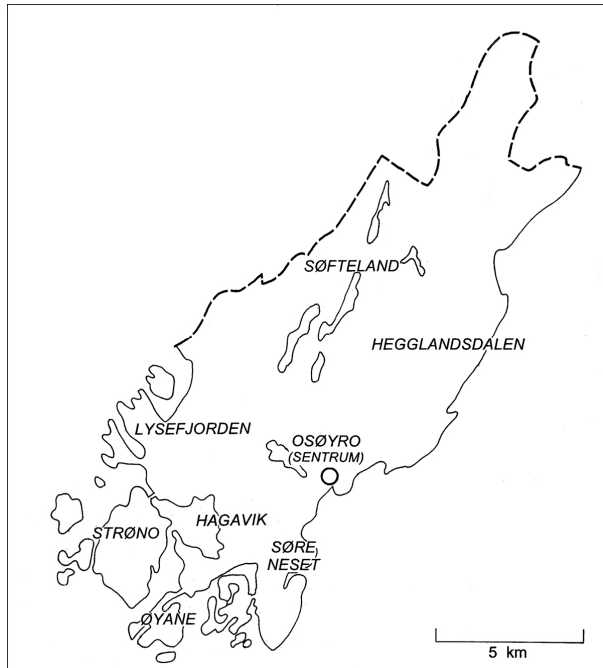 SØFTELAND
HEGGLANDSDALEN
LYSEFJORDEN
OSØYRO
(SENTRUM)
HAGAVIK
STRØNO
SØRE
NESET
ØYANE
5 km